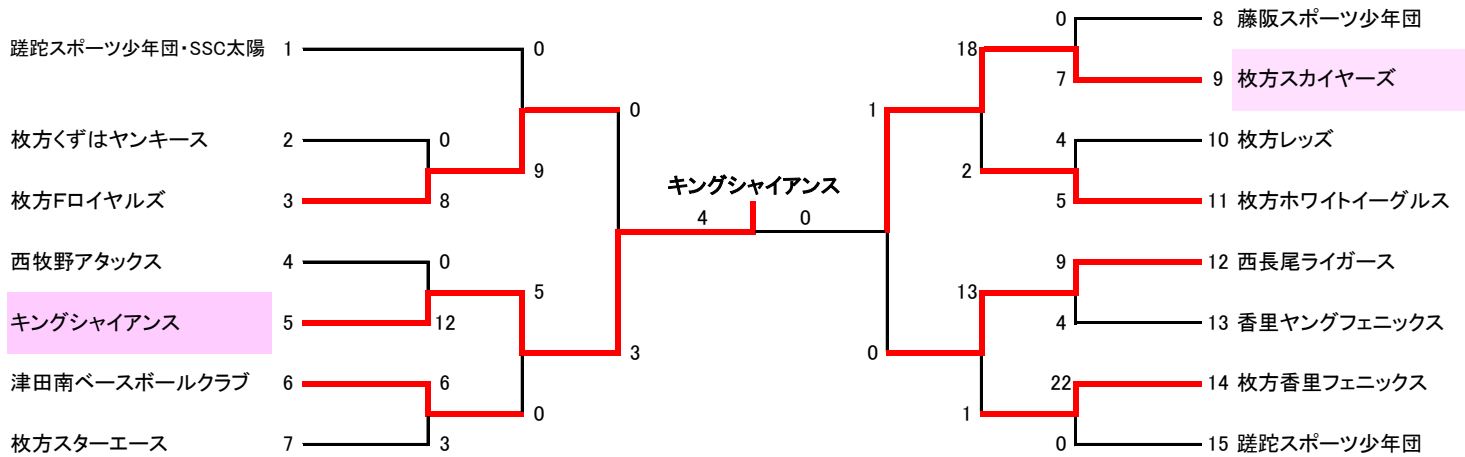 蹉跎スポーツ少年団・SSC太陽 1 0
枚方くずはヤンキース 2 0
枚方Fロイヤルズ 3 8
9
0
西牧野アタックス 4 0
キングシャイアンス 5 12
5
津田南ベースボールクラブ 6 6
枚方スターエース 7 3
0
3
キングシャイアンス
4 0
0 8 藤阪スポーツ少年団
18
7 9 枚方スカイヤーズ
1
4 10 枚方レッズ
2
5 11 枚方ホワイトイーグルス
9 12 西長尾ライガース
13
4 13 香里ヤングフェニックス
0
22 14 枚方香里フェニックス
1
0 15 蹉跎スポーツ少年団